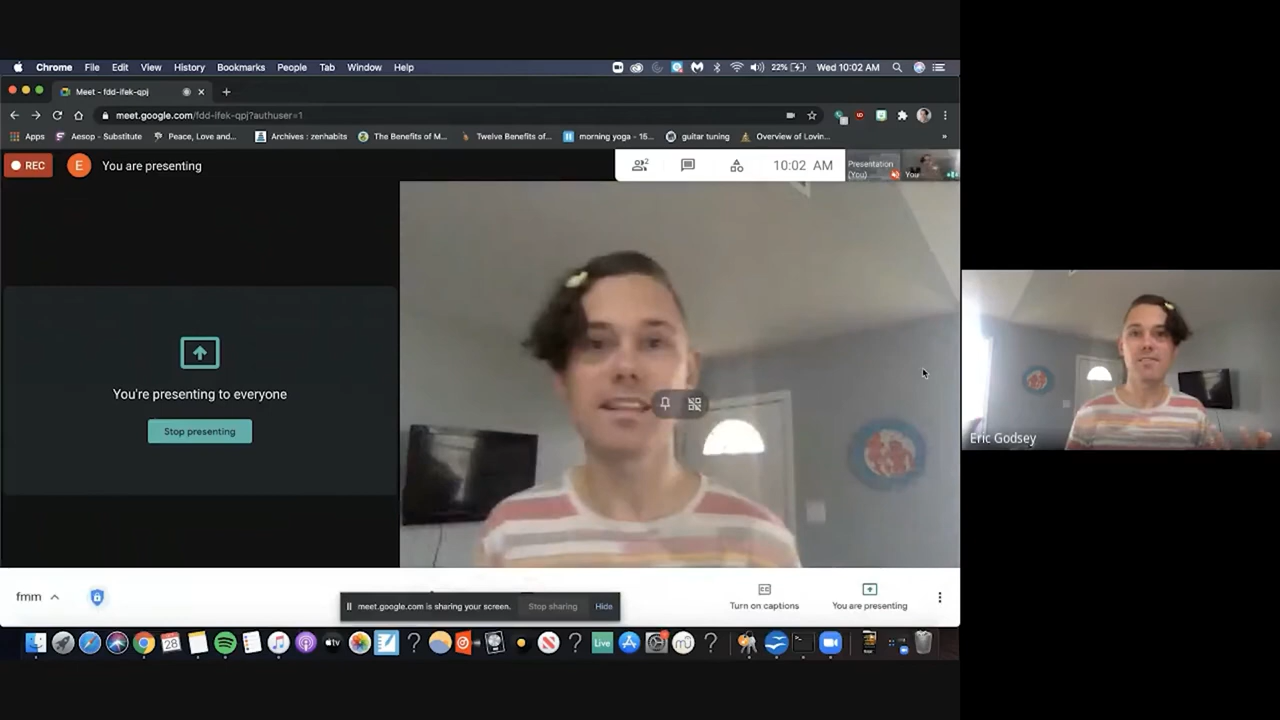 Chrome File Edit View History Bookmarks People Tab Window Help 22% Wed 10:02 AM
Meet - fdd-ifek-qpj
meet.google.com/fdd-ifek-qpj?authuser=1
Apps Aesop - Substitute Peace, Love and... Archives : zenhabits The Benefits of M... Twelve Benefits of... morning yoga - 15... guitar tuning Overview of Lovin... »
REC E You are presenting 2 10:02 AM Presentation (You) You
You're presenting to everyone
Stop presenting
Eric Godsey
fmm meet.google.com is sharing your screen. Stop sharing Hide Turn on captions You are presenting
28 tv Live